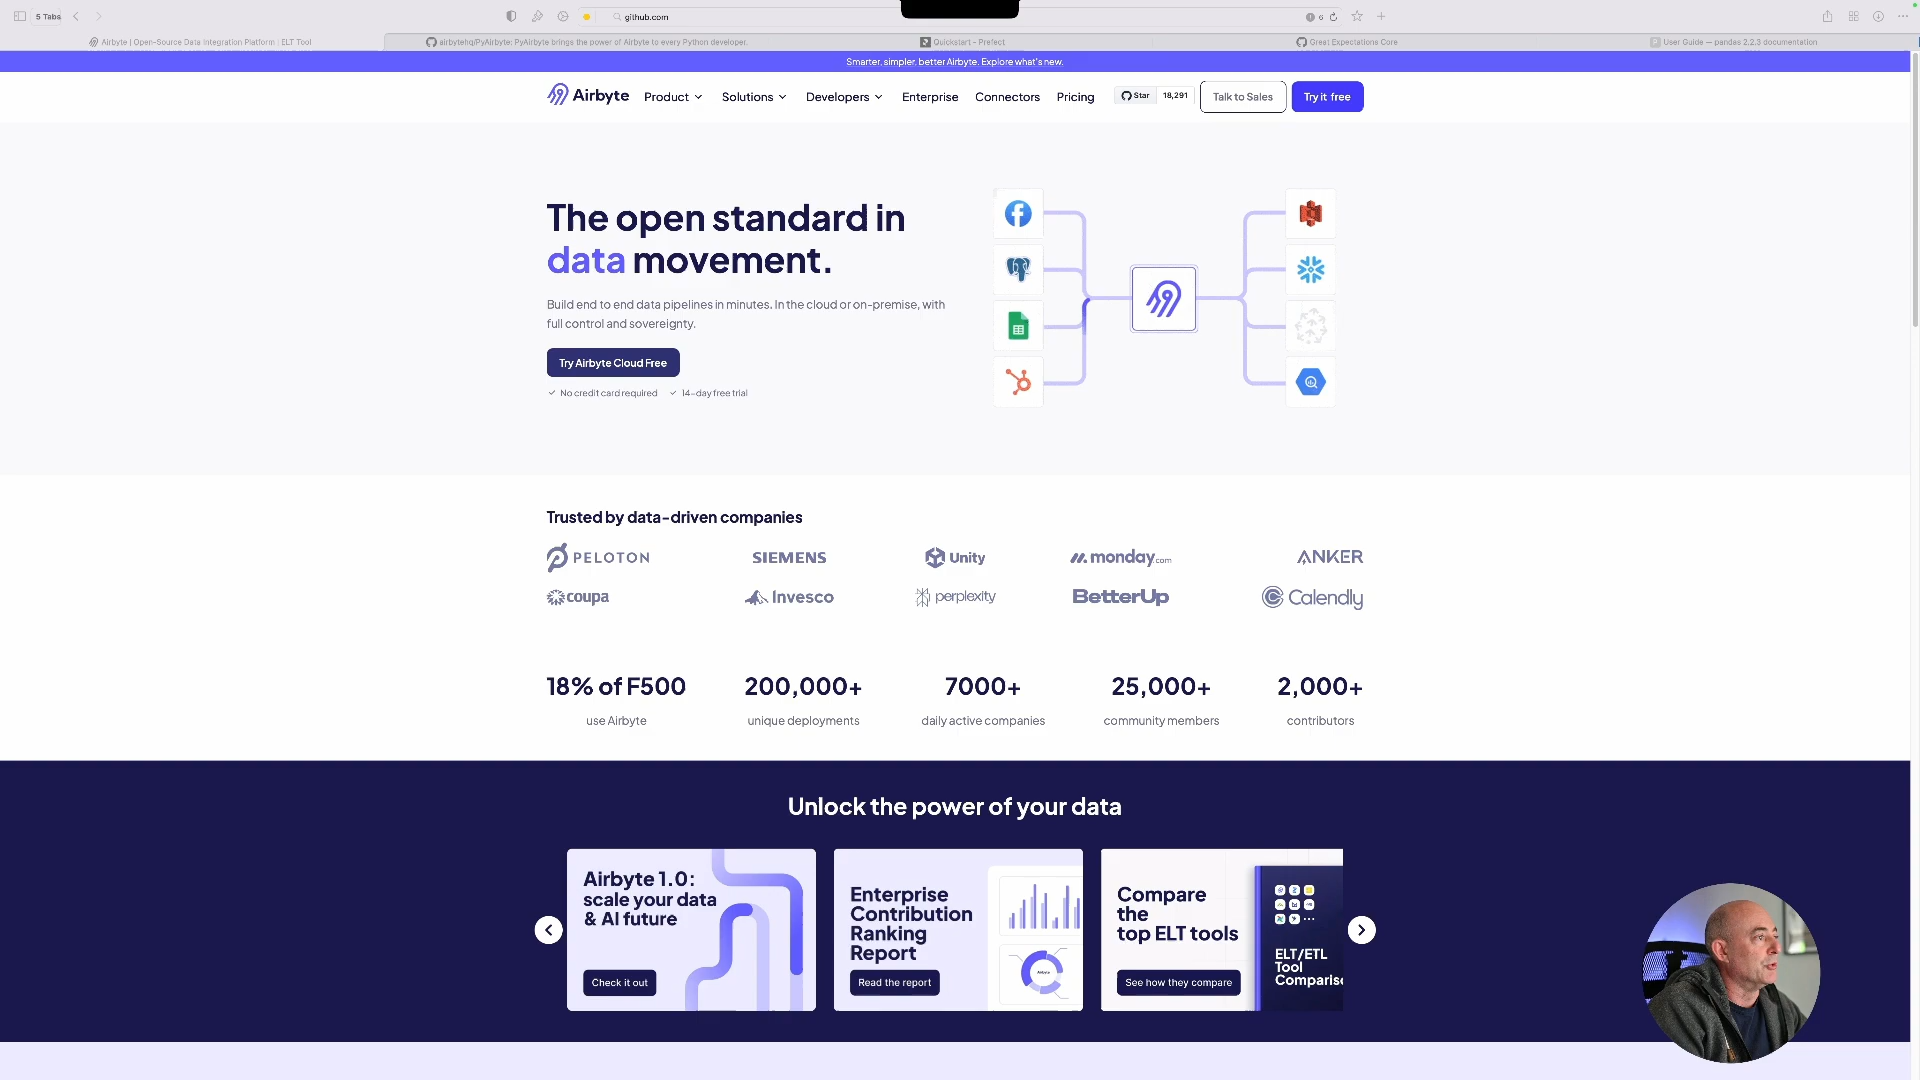 5 Tabs
github.com
6
Airbyte | Open-Source Data Integration Platform | ELT Tool
airbytehq/PyAirbyte: PyAirbyte brings the power of Airbyte to every Python developer.
Quickstart - Prefect
Great Expectations Core
User Guide — pandas 2.2.3 documentation
Smarter, simpler, better Airbyte. Explore what's new.
Airbyte
Product
Solutions
Developers
Enterprise
Connectors
Pricing
Star
18,291
Talk to Sales
Try it free
The open standard in
data movement.
Build end to end data pipelines in minutes. In the cloud or on-premise, with
full control and sovereignty.
Try Airbyte Cloud Free
No credit card required
14-day free trial
Trusted by data-driven companies
PELOTON
SIEMENS
Unity
monday.com
ANKER
coupa
Invesco
perplexity
BetterUp
Calendly
18% of F500
200,000+
7000+
25,000+
2,000+
use Airbyte
unique deployments
daily active companies
community members
contributors
Unlock the power of your data
Airbyte 1.0:
scale your data
& AI future
Check it out
Enterprise
Contribution
Ranking
Report
Read the report
Airbyte
Compare
the
top ELT tools
See how they compare
ELT/ETL
Tool
Comparis